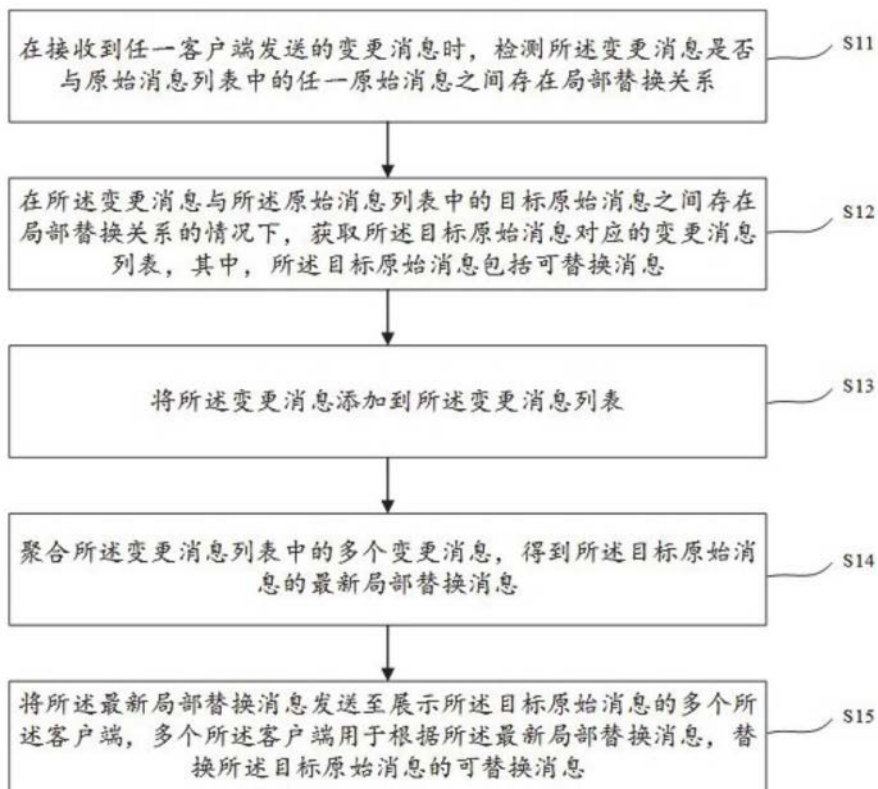 在接收到任一客户端发送的变更消息时，检测所述变更消息是否
与原始消息列表中的任一原始消息之间存在局部替换关系
S11
在所述变更消息与所述原始消息列表中的目标原始消息之间存在
局部替换关系的情况下，获取所述目标原始消息对应的变更消息
列表，其中，所述目标原始消息包括可替换消息
S12
将所述变更消息添加到所述变更消息列表
S13
聚合所述变更消息列表中的多个变更消息，得到所述目标原始消
息的最新局部替换消息
S14
将所述最新局部替换消息发送至展示所述目标原始消息的多个所
述客户端，多个所述客户端用于根据所述最新局部替换消息，替
换所述目标原始消息的可替换消息
S15